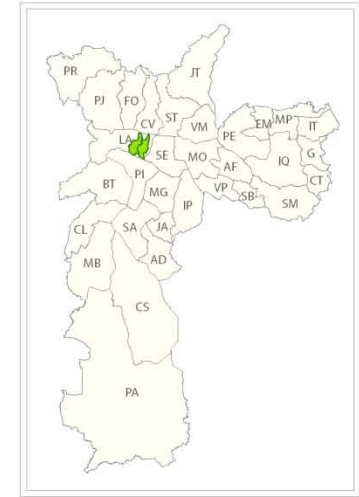 JT
PR
PJ
FO
ST
CV
VM
EM
MP
IT
PE
LA
SE
MO
IQ
G
AF
PI
CT
BT
MG
VP
SB
SM
IP
CL
SA
JA
MB
AD
CS
PA